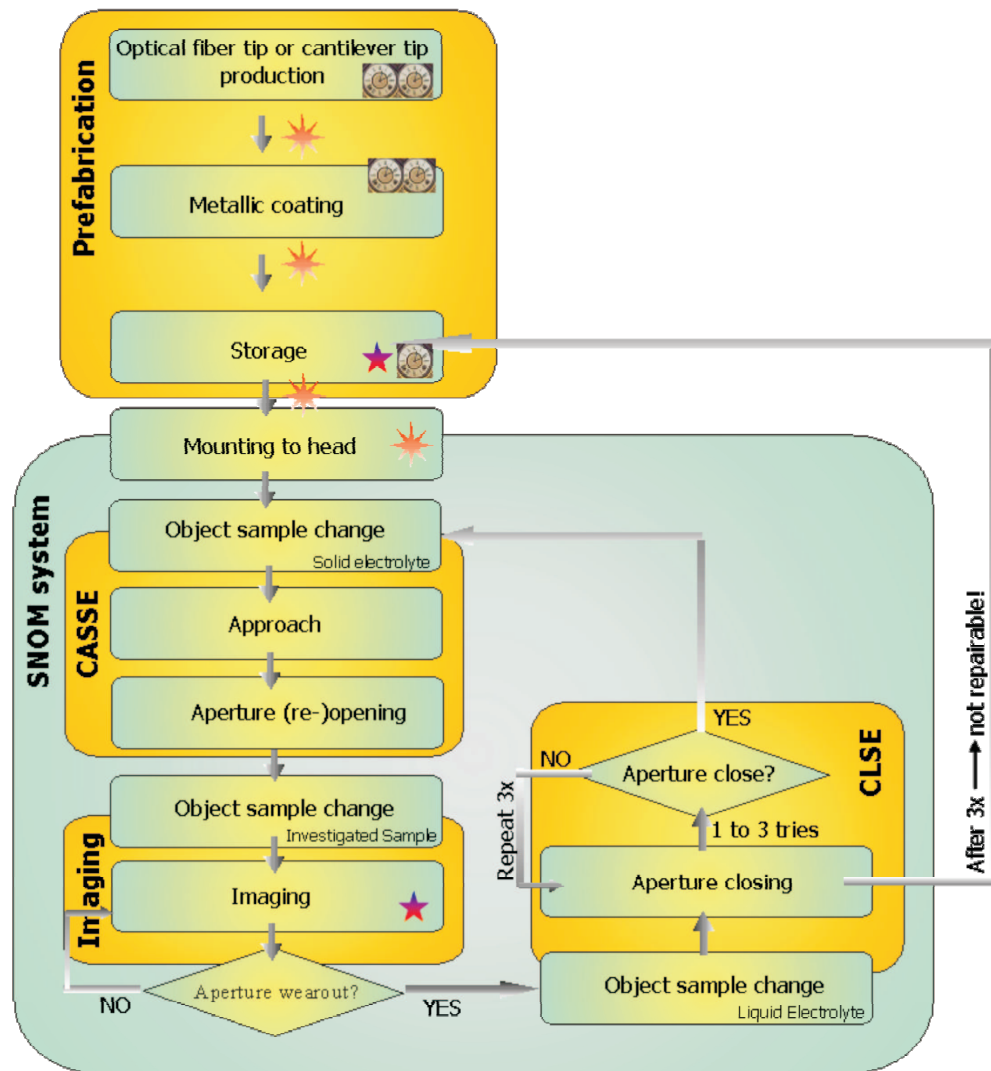 Prefabrication
Optical fiber tip or cantilever tip
production
Metallic coating
Storage
Mounting to head
SNOM system
Object sample change
Solid electrolyte
CASSE
Approach
Aperture (re-)opening
Object sample change
Investigated Sample
Imaging
Imaging
Aperture wearout?
NO
YES
YES
NO
Aperture close?
CLSE
Repeat 3x
1 to 3 tries
Aperture closing
Object sample change
Liquid Electrolyte
After 3x → not repairable!